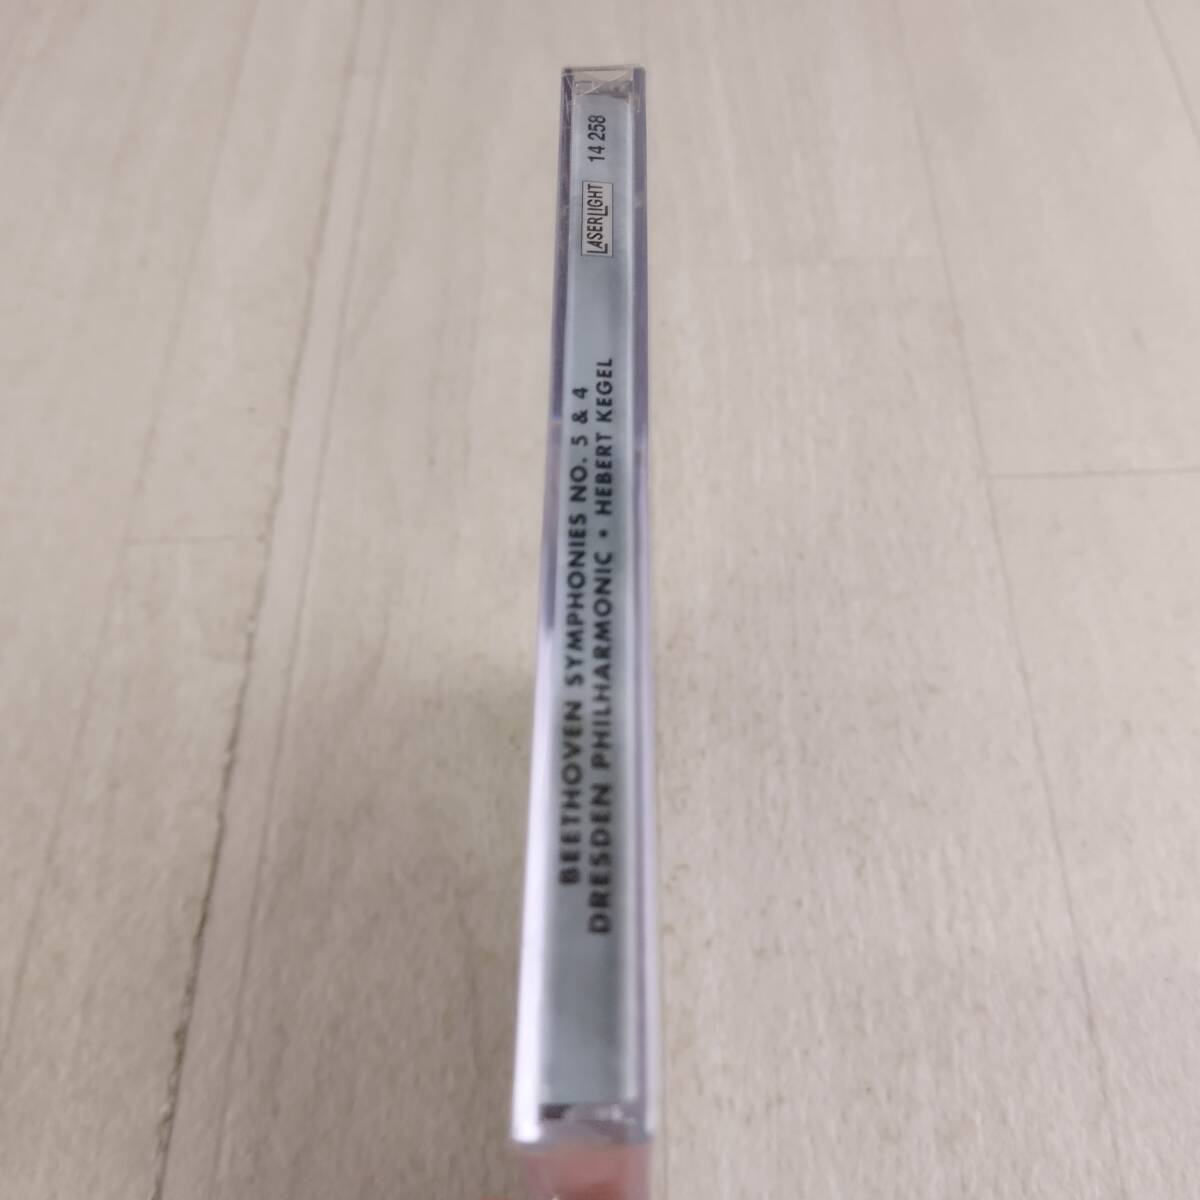 BEETHOVEN SYMPHONIES NO. 5 & 4
DRESDEN PHILHARMONIC • HEBERT KEGEL
LASERLIGHT
14 258